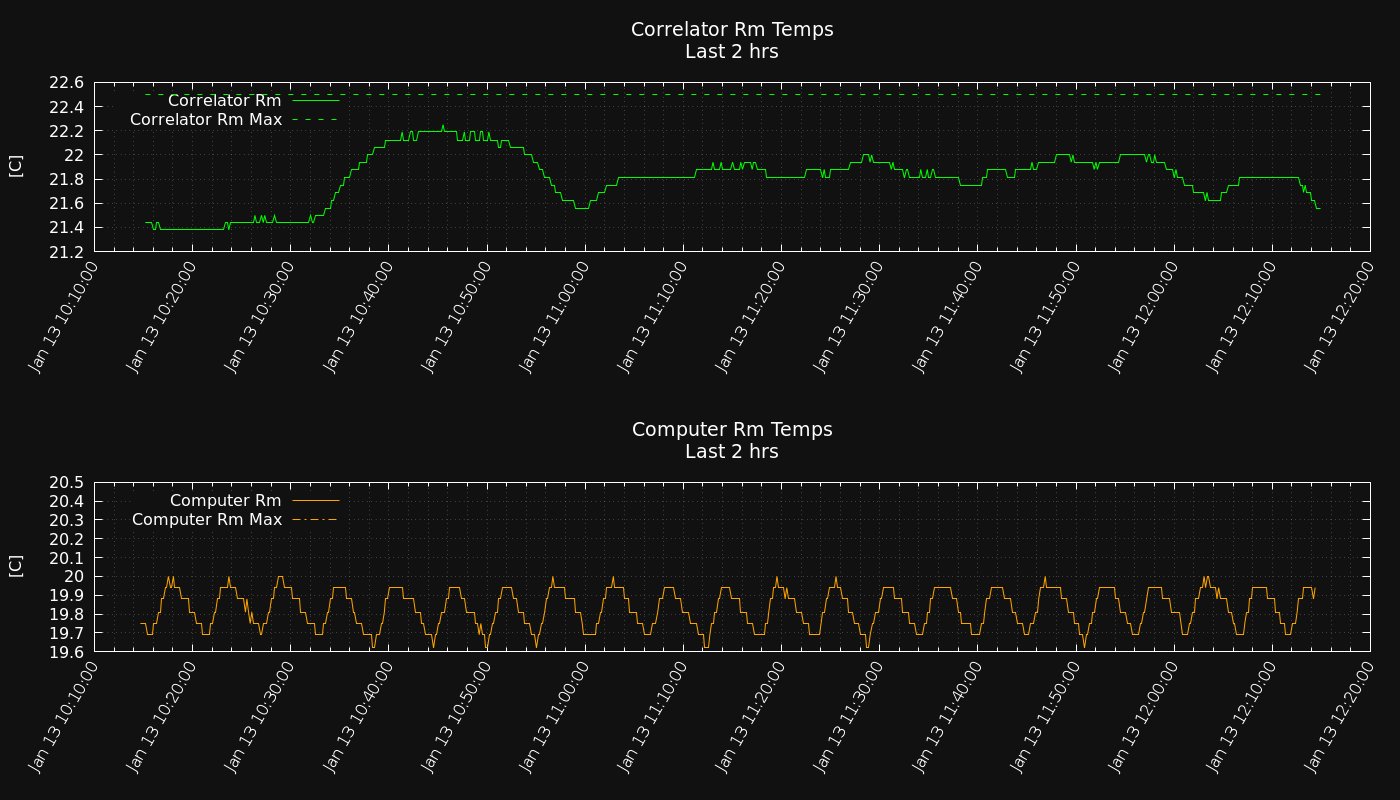 Correlator Rm Temps
Last 2 hrs
22.6
22.4
22.2
22
21.8
21.6
21.4
21.2
[C]
Correlator Rm
Correlator Rm Max
Jan 13 10:10:00
Jan 13 10:20:00
Jan 13 10:30:00
Jan 13 10:40:00
Jan 13 10:50:00
Jan 13 11:00:00
Jan 13 11:10:00
Jan 13 11:20:00
Jan 13 11:30:00
Jan 13 11:40:00
Jan 13 11:50:00
Jan 13 12:00:00
Jan 13 12:10:00
Jan 13 12:20:00
Computer Rm Temps
Last 2 hrs
20.5
20.4
20.3
20.2
20.1
20
19.9
19.8
19.7
19.6
[C]
Computer Rm
Computer Rm Max
Jan 13 10:10:00
Jan 13 10:20:00
Jan 13 10:30:00
Jan 13 10:40:00
Jan 13 10:50:00
Jan 13 11:00:00
Jan 13 11:10:00
Jan 13 11:20:00
Jan 13 11:30:00
Jan 13 11:40:00
Jan 13 11:50:00
Jan 13 12:00:00
Jan 13 12:10:00
Jan 13 12:20:00